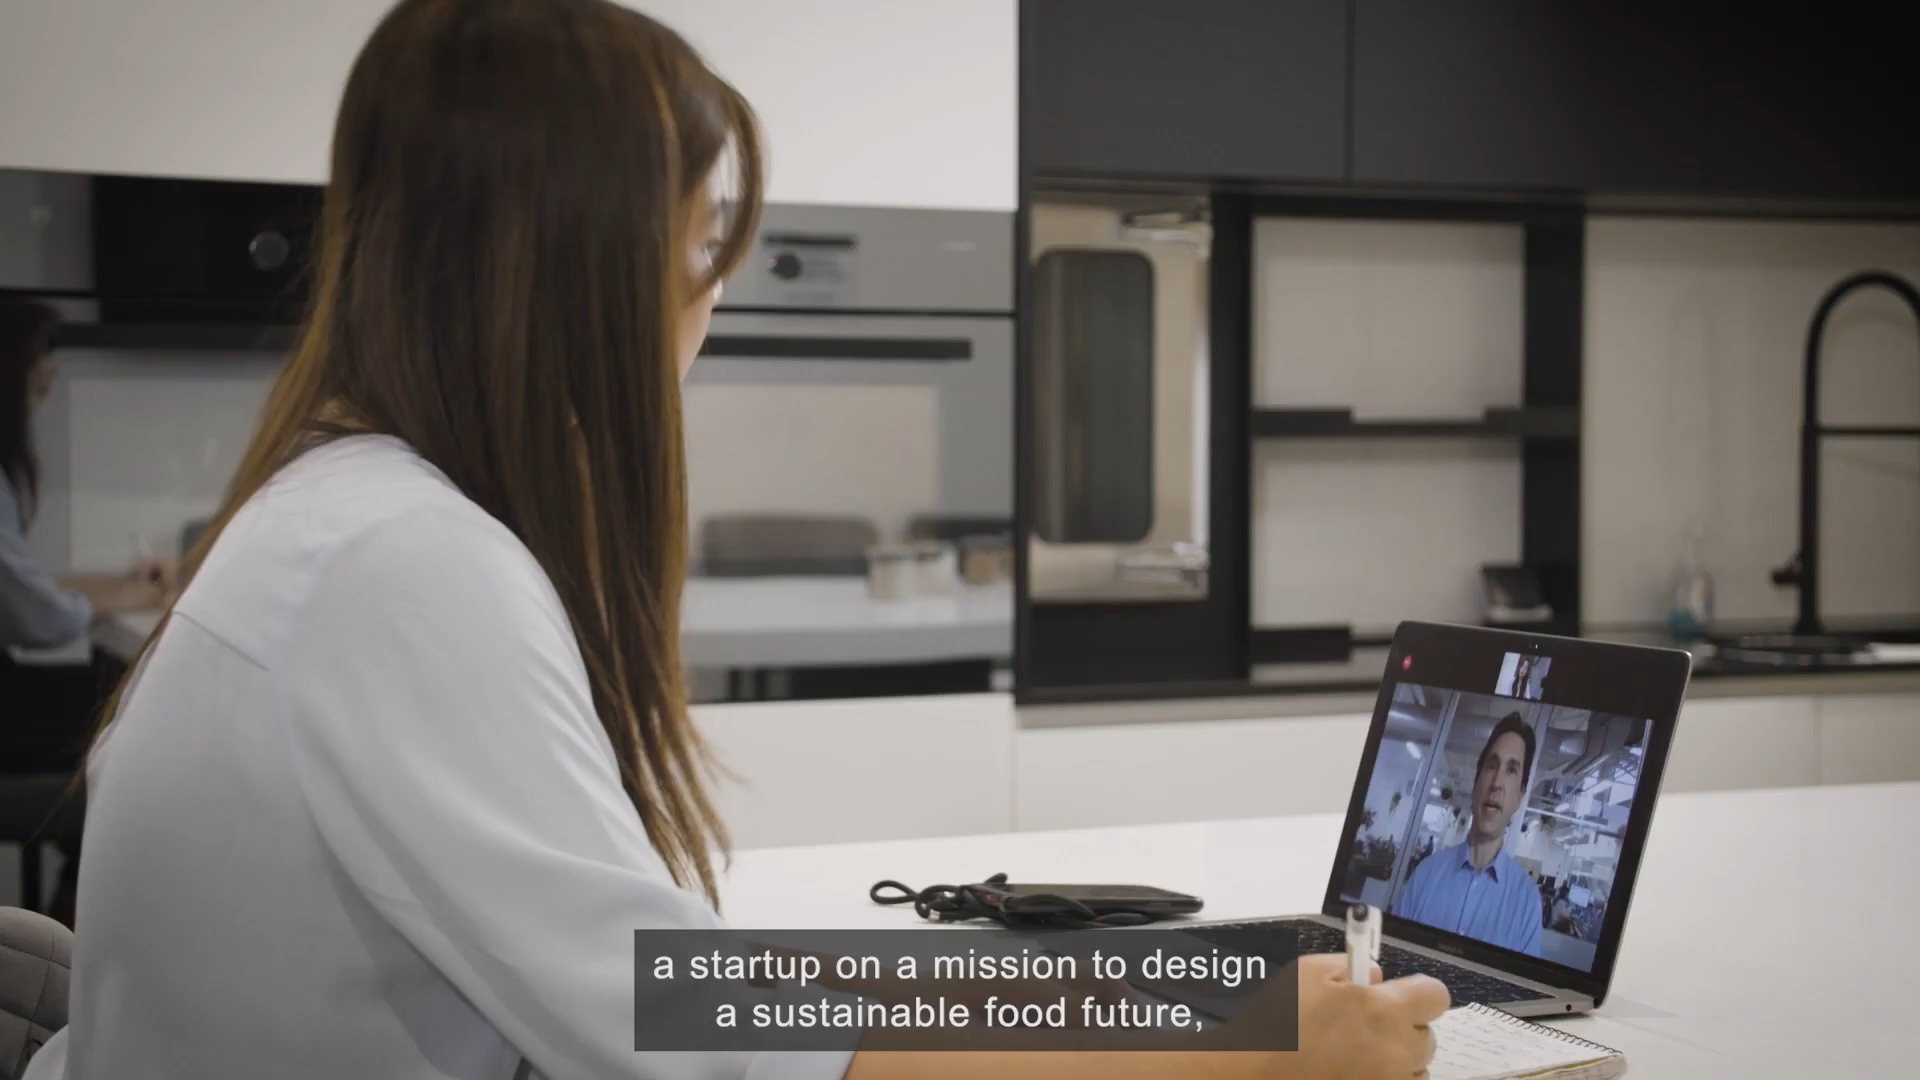 a startup on a mission to design
a sustainable food future,